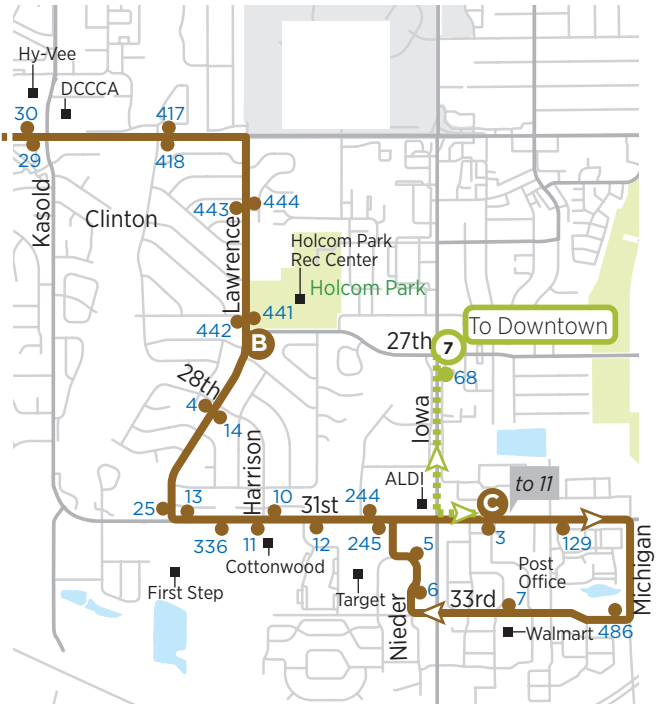 Hy-Vee
DCCCA
30
417
29
418
Kasold
Clinton
443
444
Lawrence
Holcom Park
Rec Center
Holcom Park
442
441
B
27th
7
To Downtown
68
28th
4
14
Iowa
Harrison
ALDI
C
to 11
25
13
10
31st
244
336
11
12
245
5
3
129
Michigan
Cottonwood
First Step
Target
Post
Office
6
33rd
7
Nieder
Walmart
486